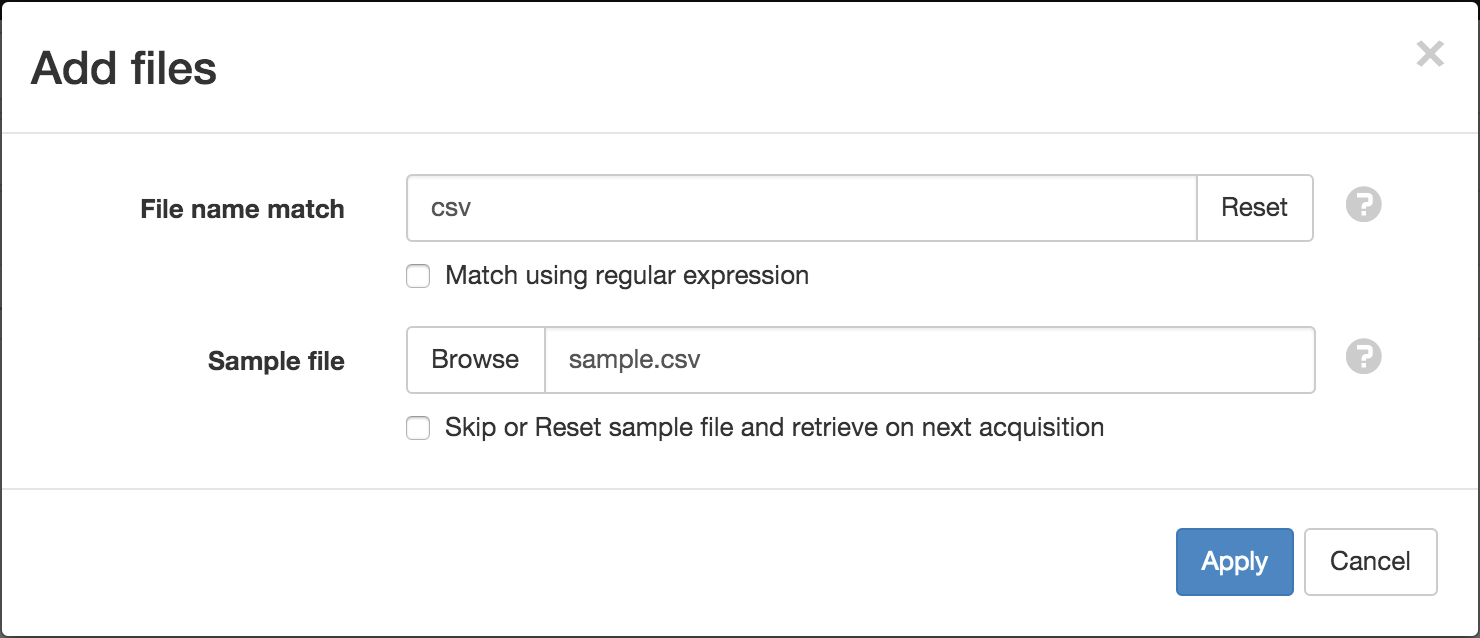 Add files
File name match
csv
Reset
Match using regular expression
Sample file
Browse
sample.csv
Skip or Reset sample file and retrieve on next acquisition
Apply
Cancel